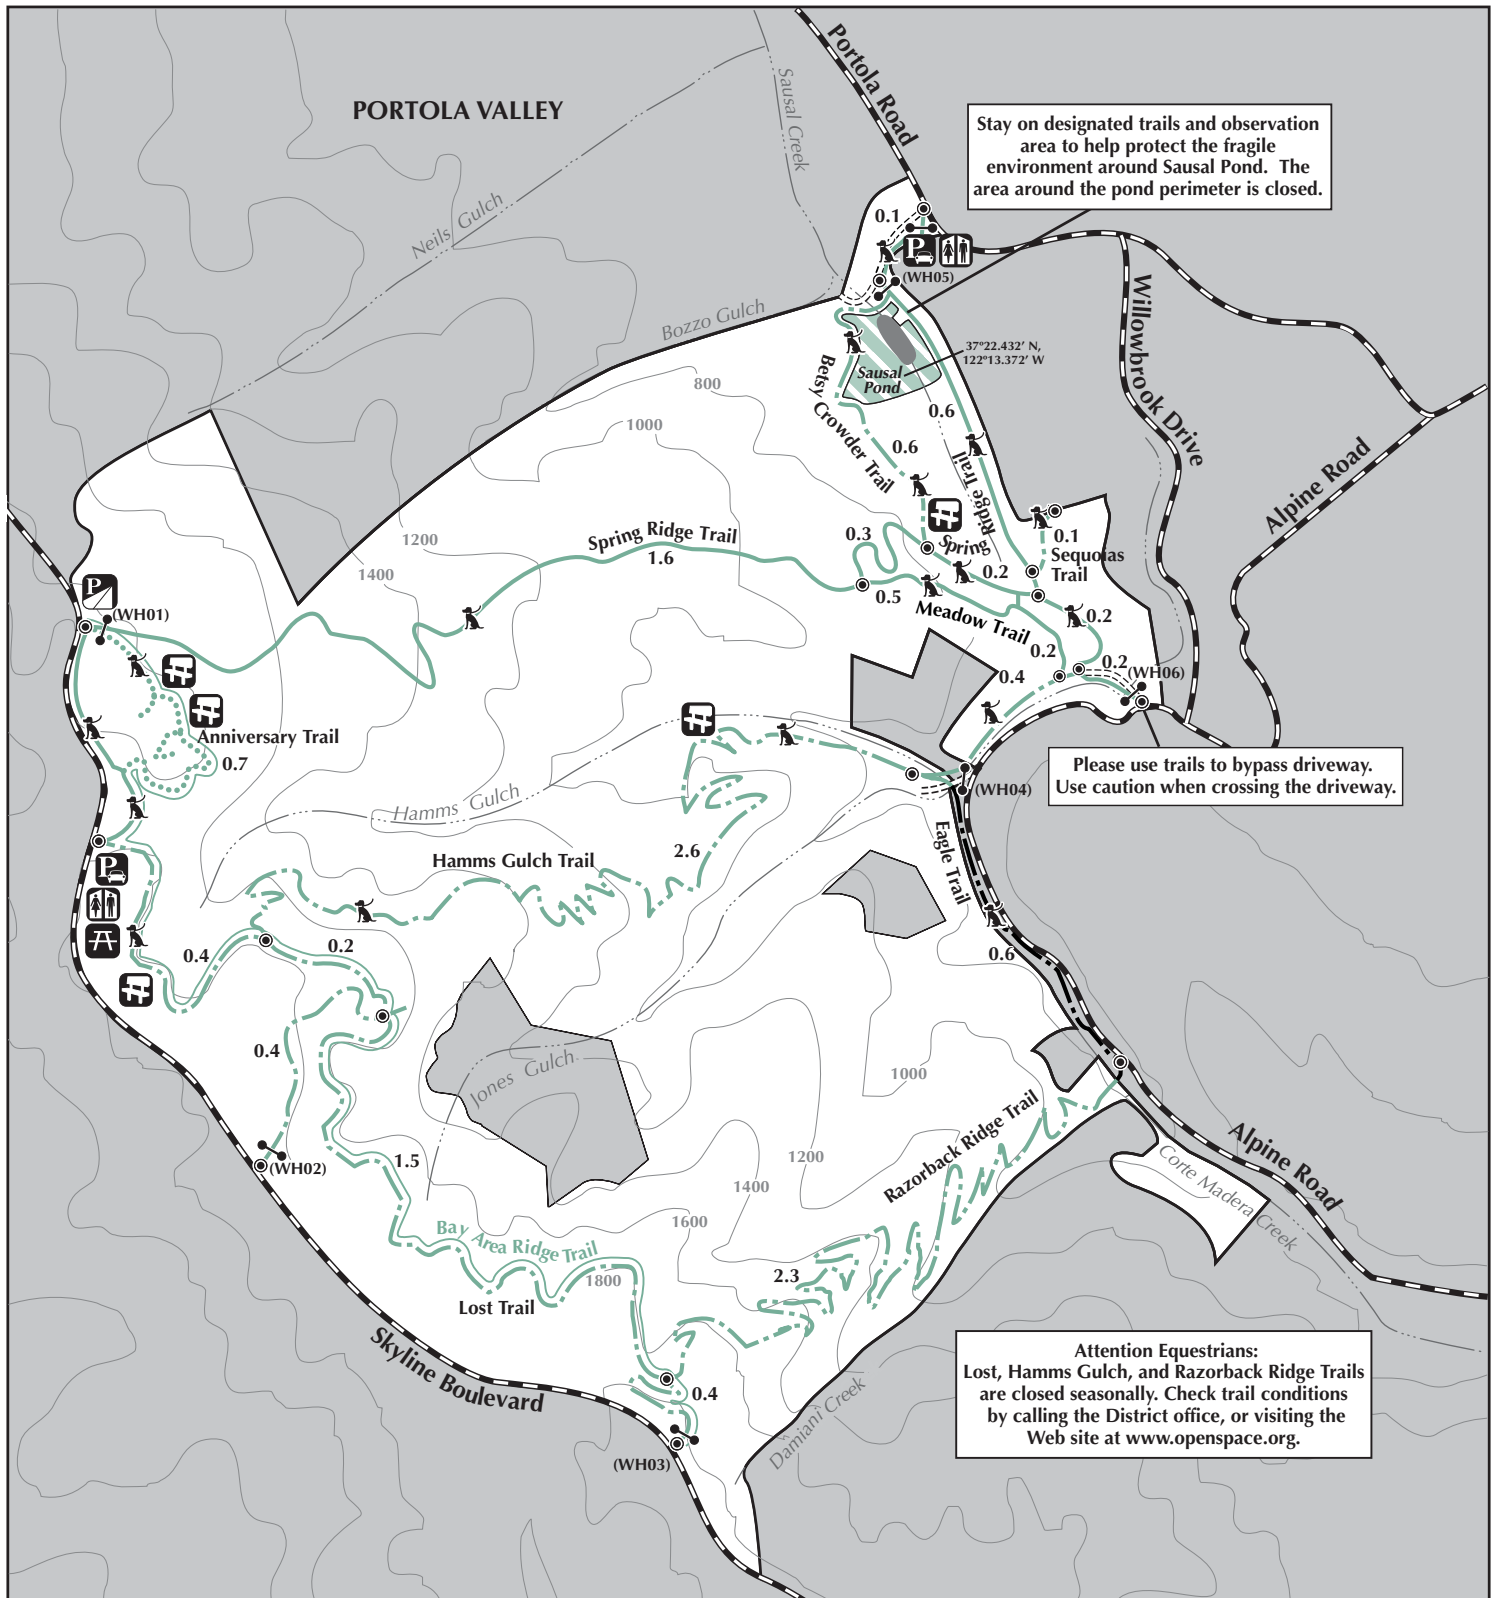 PORTOLA VALLEY
Portola Road
Sausal Creek
Neils Gulch
Stay on designated trails and observation
area to help protect the fragile
environment around Sausal Pond. The
area around the pond perimeter is closed.
0.1
P
(WH05)
Willowbrook Drive
Bozzo Gulch
37º22.432' N,
122º13.372' W
Sausal
Pond
Betsy Crowder Trail
800
1000
0.6
0.6
Alpine Road
Spring Ridge Trail
0.1
Sequoias
Trail
1200
1400
Spring Ridge Trail
1.6
0.3
0.2
0.5
Meadow Trail
0.2
0.2
0.2
(WH06)
0.4
P
(WH01)
Anniversary Trail
0.7
Please use trails to bypass driveway.
Use caution when crossing the driveway.
(WH04)
Hamms Gulch
Eagle Trail
2.6
Hamms Gulch Trail
P
0.4
0.2
0.6
0.4
Jones Gulch
1000
Razorback Ridge Trail
Alpine Road
(WH02)
1.5
1200
1400
1600
Corte Madera Creek
Bay Area Ridge Trail
1800
2.3
Lost Trail
Skyline Boulevard
0.4
Damiani Creek
(WH03)
Attention Equestrians:
Lost, Hamms Gulch, and Razorback Ridge Trails
are closed seasonally. Check trail conditions
by calling the District office, or visiting the
Web site at www.openspace.org.